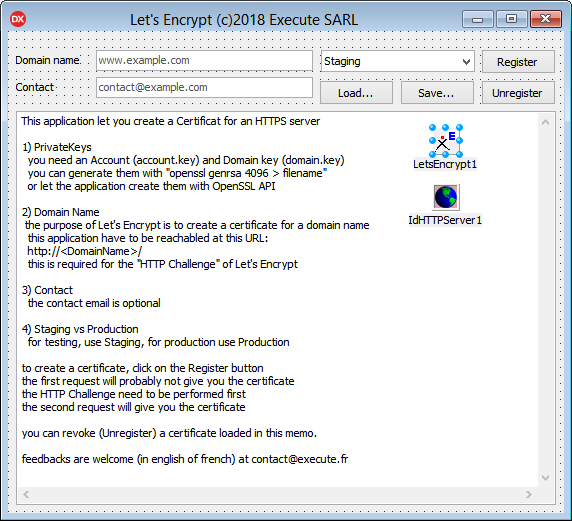 DX Let's Encrypt (c)2018 Execute SARL
Domain name www.example.com Staging Register
Contact contact@example.com Load... Save... Unregister
This application let you create a Certificat for an HTTPS server
1) PrivateKeys
you need an Account (account.key) and Domain key (domain.key)
you can generate them with "openssl genrsa 4096 > filename"
or let the application create them with OpenSSL API
2) Domain Name
the purpose of Let's Encrypt is to create a certificate for a domain name
this application have to be reachabled at this URL:
http://<DomainName>/
this is required for the "HTTP Challenge" of Let's Encrypt
3) Contact
the contact email is optional
4) Staging vs Production
for testing, use Staging, for production use Production
to create a certificate, click on the Register button
the first request will probably not give you the certificate
the HTTP Challenge need to be performed first
the second request will give you the certificate
you can revoke (Unregister) a certificate loaded in this memo.
feedbacks are welcome (in english of french) at contact@execute.fr
E
LetsEncrypt1
IdHTTPServer1